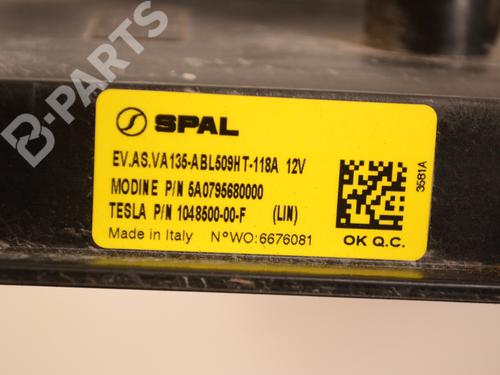 B-PARTS
SPAL
EV.AS.VA135-ABL509HT-118A 12V
MODINE P/N 5A0795680000
TESLA P/N 1048500-00-F (LIN)
Made in Italy N°WO:6676081
3581A
OK Q.C.